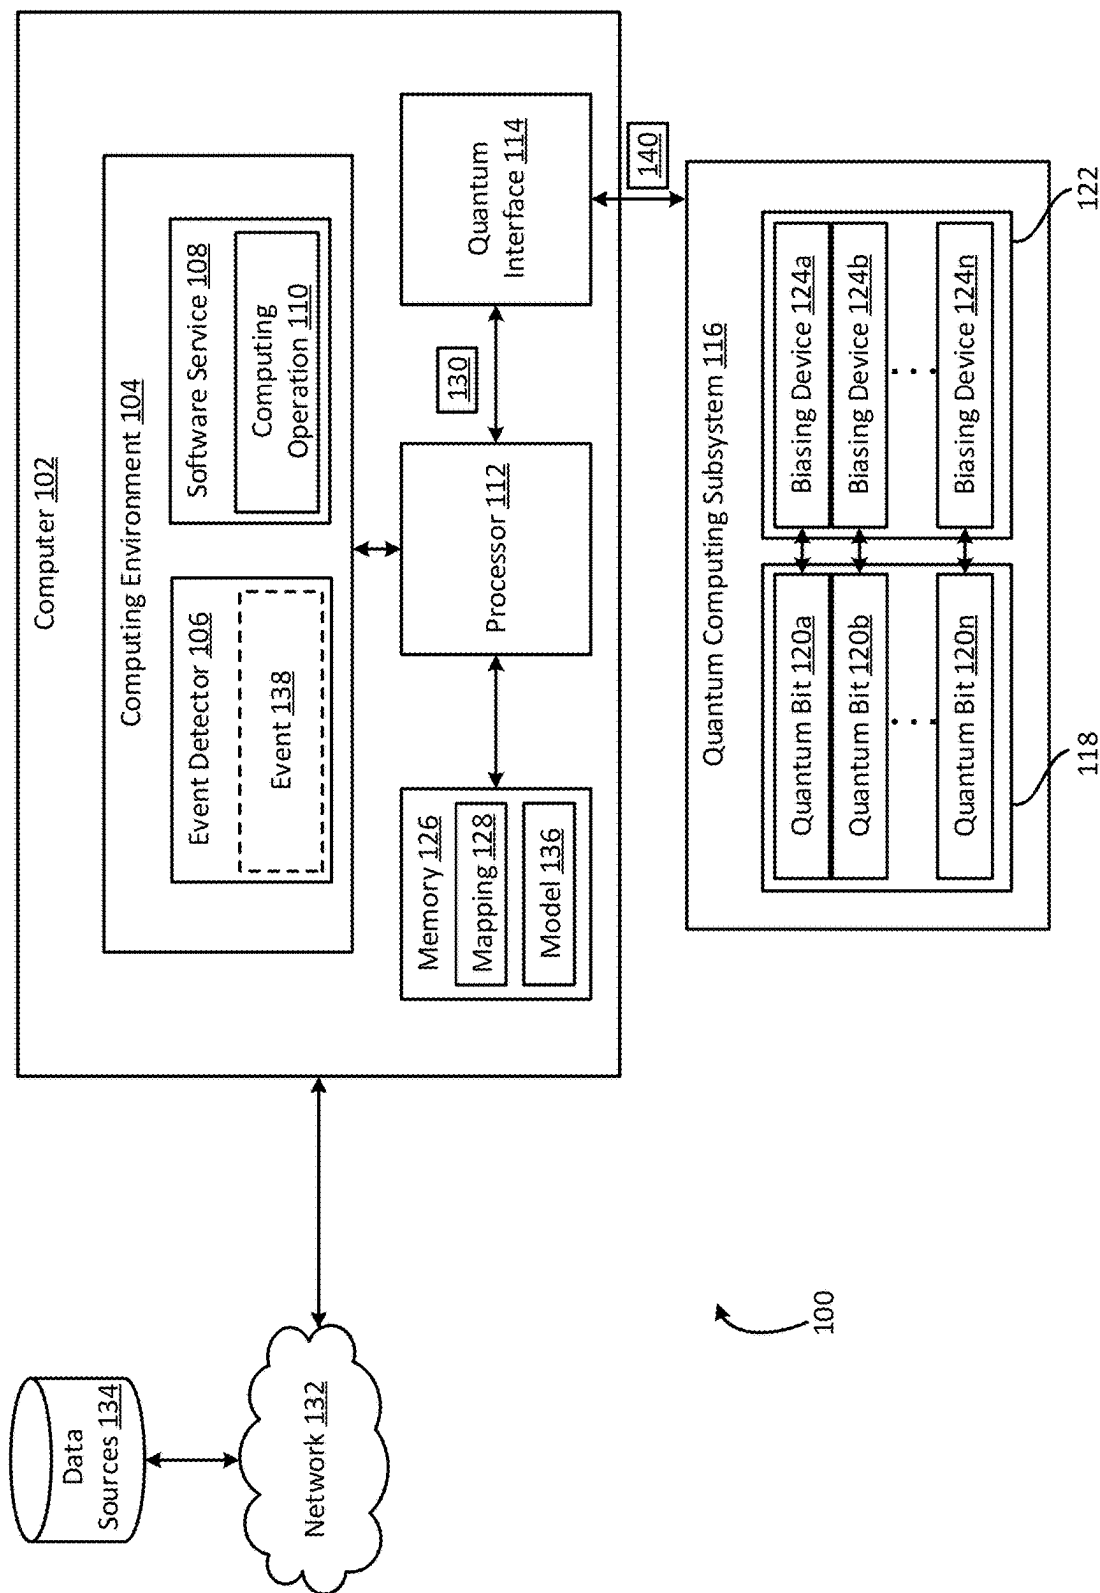 Computer 102
Computing Environment 104
Event Detector 106
Event 138
Software Service 108
Computing
Operation 110
Memory 126
Mapping 128
Model 136
Processor 112
130
Quantum
Interface 114
140
Data
Sources 134
Network 132
Quantum Computing Subsystem 116
Quantum Bit 120a
Quantum Bit 120b
. . . .
Quantum Bit 120n
Biasing Device 124a
Biasing Device 124b
. . . .
Biasing Device 124n
118
122
100